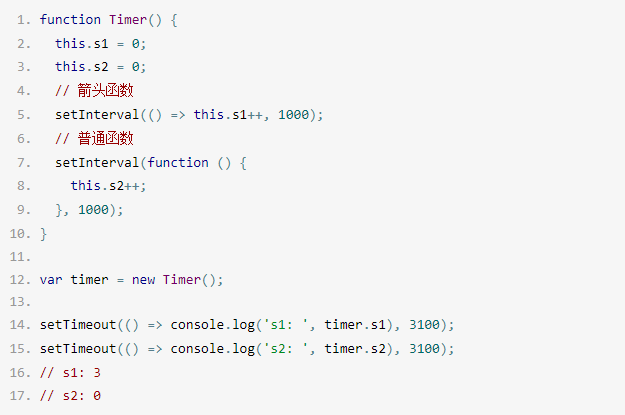 1. function Timer() {
2.   this.s1 = 0;
3.   this.s2 = 0;
4.   // 箭头函数
5.   setInterval(() => this.s1++, 1000);
6.   // 普通函数
7.   setInterval(function () {
8.     this.s2++;
9.   }, 1000);
10. }
11.
12. var timer = new Timer();
13.
14. setTimeout(() => console.log('s1: ', timer.s1), 3100);
15. setTimeout(() => console.log('s2: ', timer.s2), 3100);
16. // s1: 3
17. // s2: 0